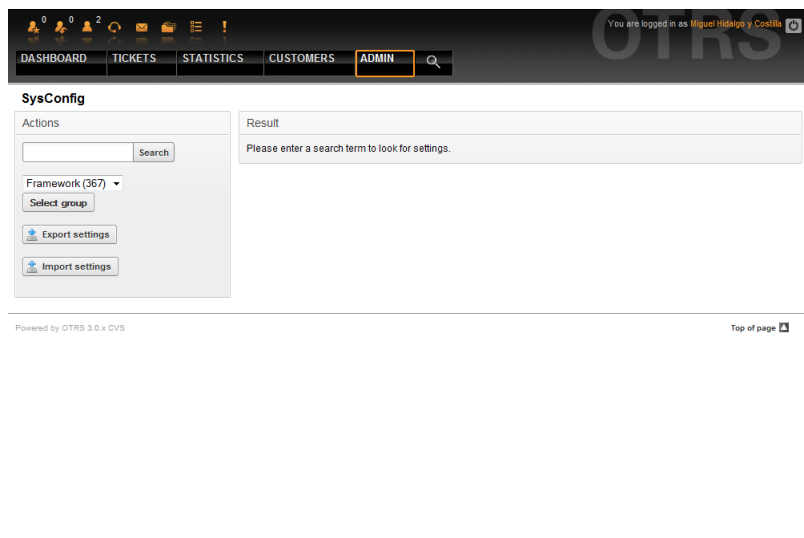 0 0 2
You are logged in as Miguel Hidalgo y Costilla
OTRS
DASHBOARD TICKETS STATISTICS CUSTOMERS ADMIN
SysConfig
Actions
Search
Framework (367)
Select group
Export settings
Import settings
Result
Please enter a search term to look for settings.
Powered by OTRS 3.0.x CVS
Top of page